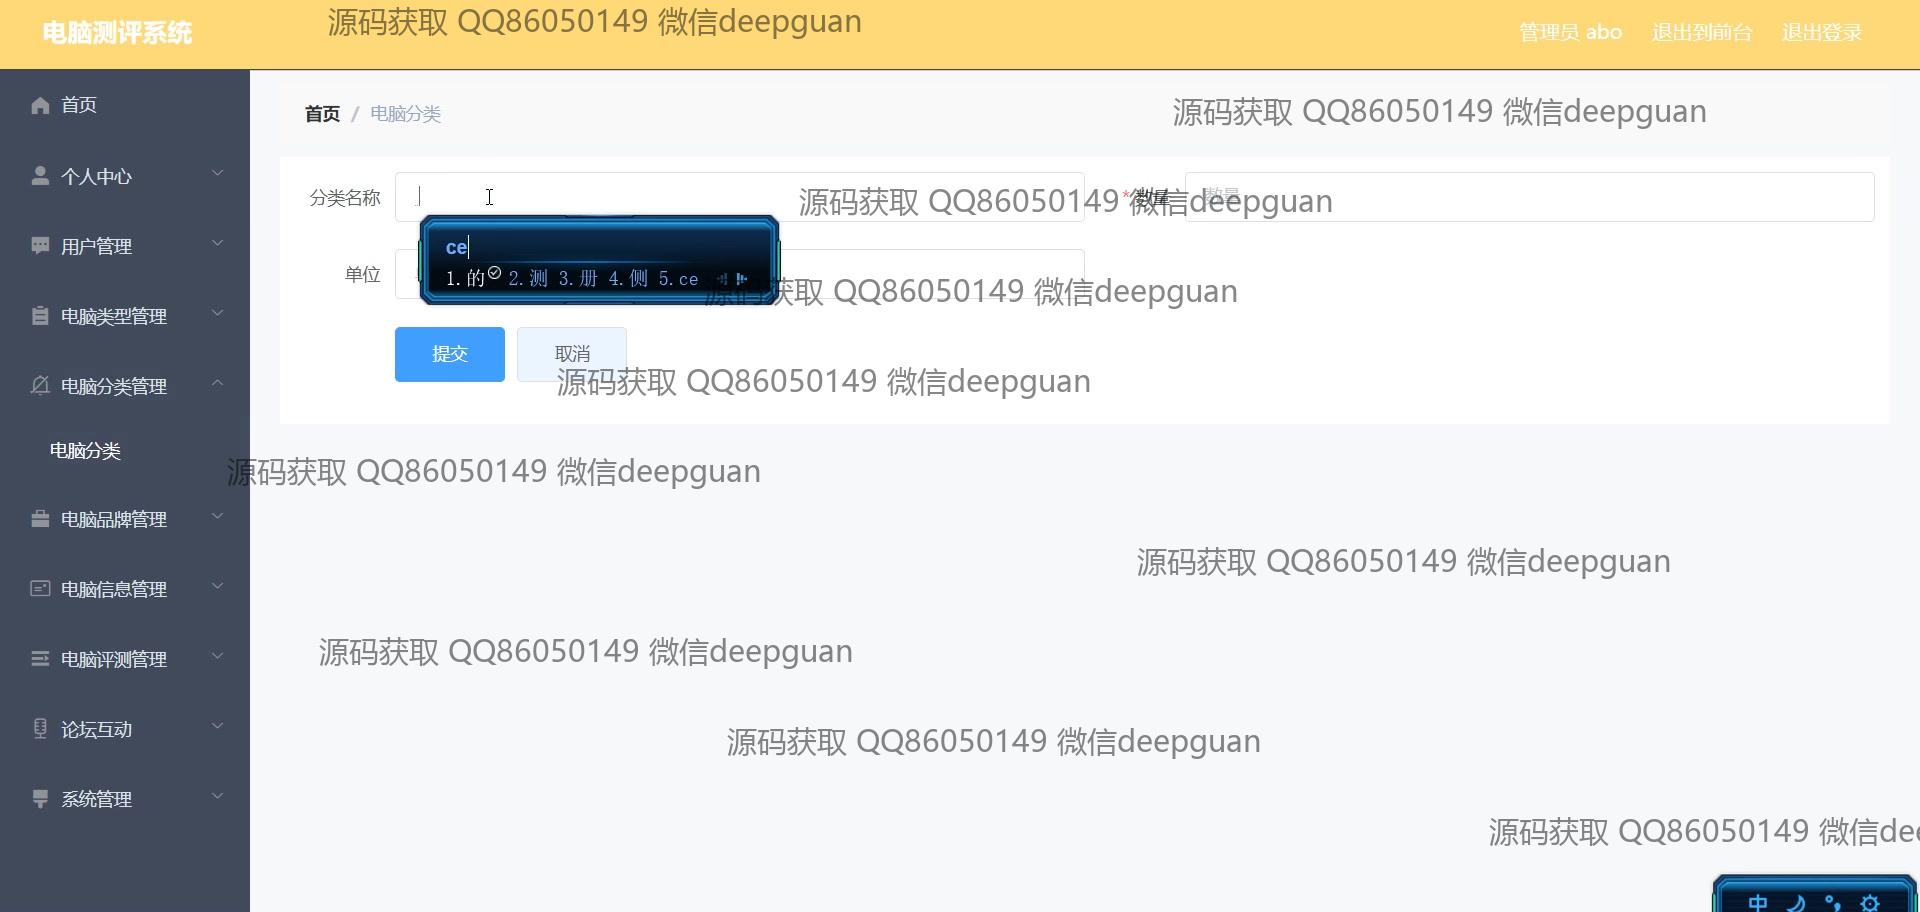 电脑测评系统
源码获取 QQ86050149 微信deepguan
管理员 abo 退出到前台 退出登录
首页
首页 / 电脑分类
源码获取 QQ86050149 微信deepguan
个人中心
分类名称
* 数量 数量
源码获取 QQ86050149 微信deepguan
用户管理
ce
单位
1.的 2.测 3.册 4.侧 5.ce
源码获取 QQ86050149 微信deepguan
电脑类型管理
提交 取消
源码获取 QQ86050149 微信deepguan
电脑分类管理
电脑分类
源码获取 QQ86050149 微信deepguan
电脑品牌管理
源码获取 QQ86050149 微信deepguan
电脑信息管理
源码获取 QQ86050149 微信deepguan
电脑评测管理
论坛互动
源码获取 QQ86050149 微信deepguan
系统管理
源码获取 QQ86050149 微信dee
中